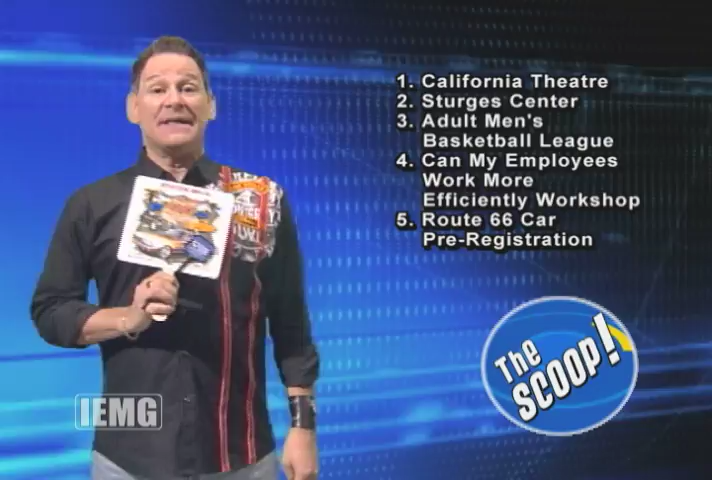 1. California Theatre
2. Sturges Center
3. Adult Men's
Basketball League
4. Can My Employees
Work More
Efficiently Workshop
5. Route 66 Car
Pre-Registration
The
SCOOP!
IEMG